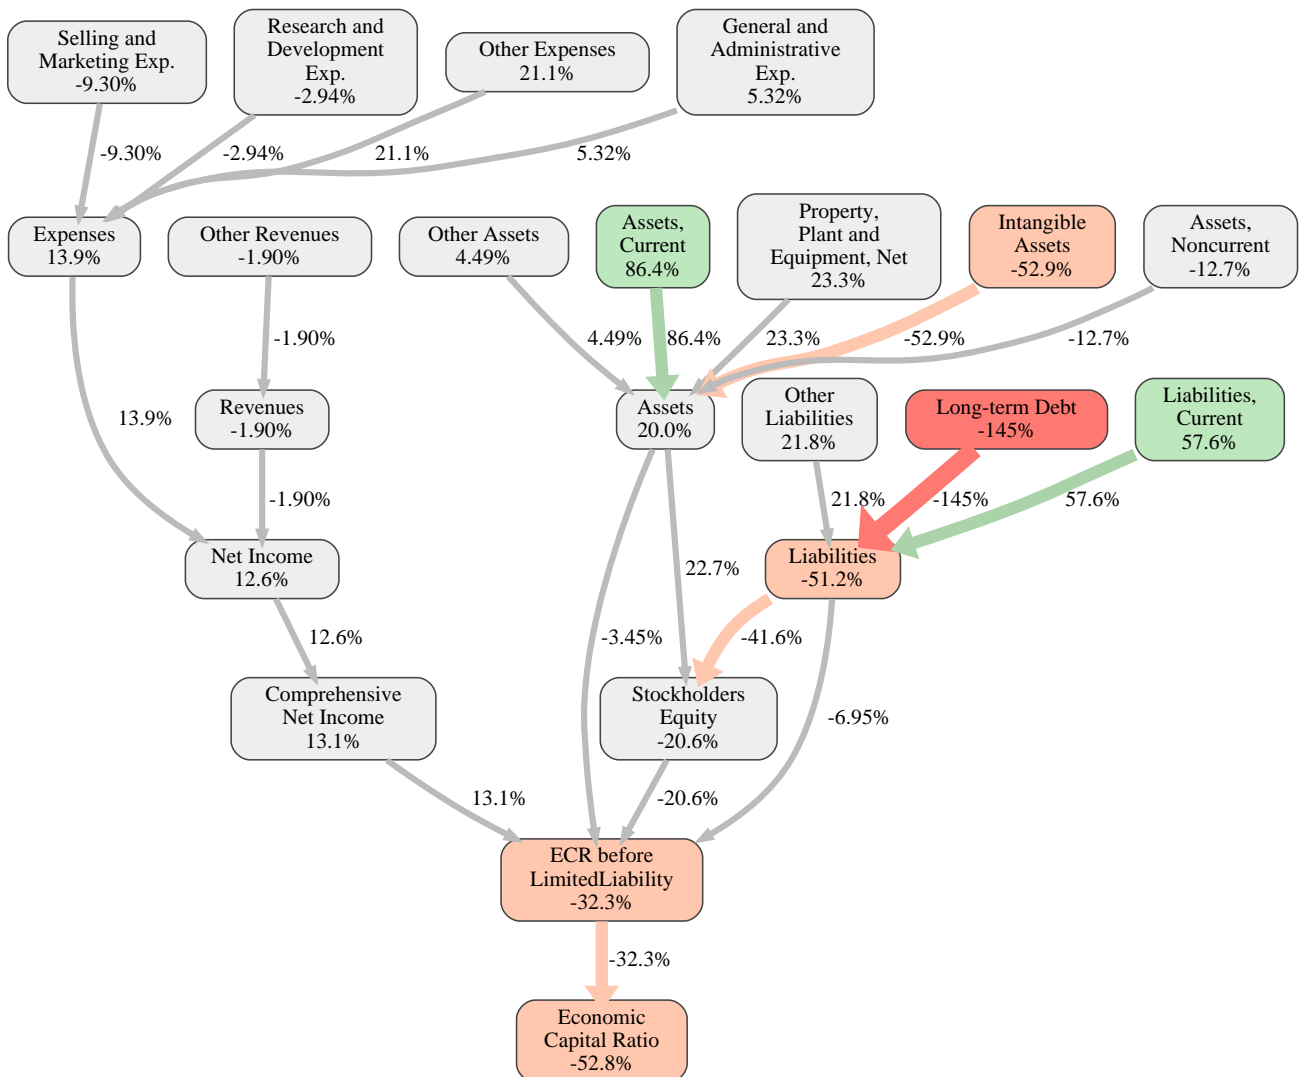 Selling and
Marketing Exp.
-9.30%
Research and
Development
Exp.
-2.94%
Other Expenses
21.1%
General and
Administrative
Exp.
5.32%
-9.30%
-2.94%
21.1%
5.32%
Expenses
13.9%
Other Revenues
-1.90%
Other Assets
4.49%
Assets,
Current
86.4%
Property,
Plant and
Equipment, Net
23.3%
Intangible
Assets
-52.9%
Assets,
Noncurrent
-12.7%
-1.90%
4.49%
86.4%
23.3%
-52.9%
-12.7%
13.9%
Revenues
-1.90%
Assets
20.0%
Other
Liabilities
21.8%
Long-term Debt
-145%
Liabilities,
Current
57.6%
-1.90%
21.8%
-145%
57.6%
Net Income
12.6%
22.7%
Liabilities
-51.2%
12.6%
-3.45%
-41.6%
Comprehensive
Net Income
13.1%
Stockholders
Equity
-20.6%
-6.95%
13.1%
-20.6%
ECR before
LimitedLiability
-32.3%
-32.3%
Economic
Capital Ratio
-52.8%